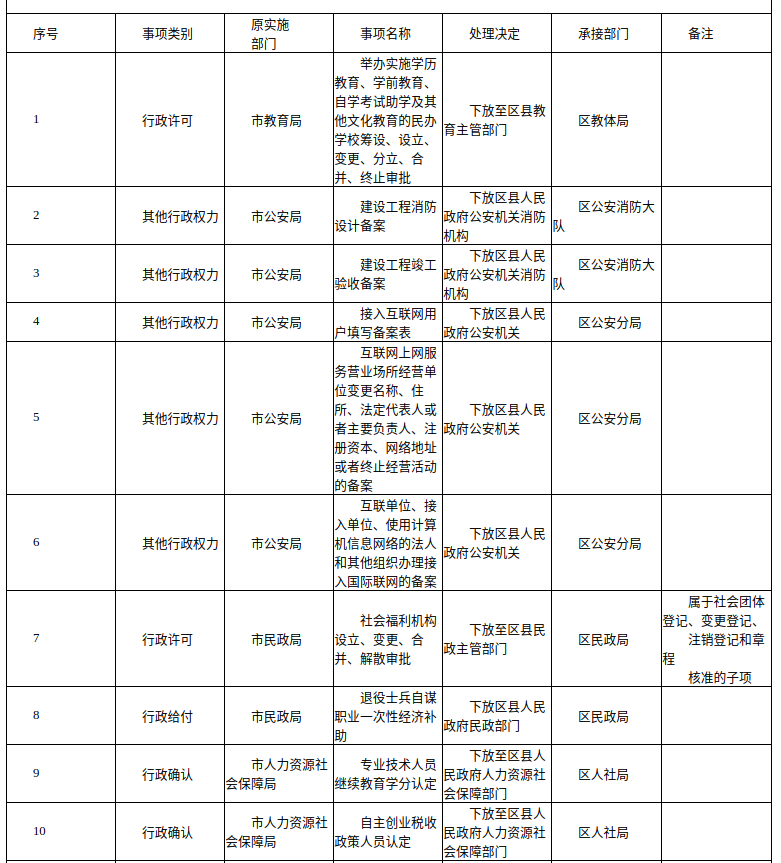 序号 事项类别 原实施部门 事项名称 处理决定 承接部门 备注
1 行政许可 市教育局 举办实施学历教育、学前教育、自学考试助学及其他文化教育的民办学校筹设、设立、变更、分立、合并、终止审批 下放至区县教育主管部门 区教体局
2 其他行政权力 市公安局 建设工程消防设计备案 下放区县人民政府公安机关消防机构 区公安消防大队
3 其他行政权力 市公安局 建设工程竣工验收备案 下放区县人民政府公安机关消防机构 区公安消防大队
4 其他行政权力 市公安局 接入互联网用户填写备案表 下放区县人民政府公安机关 区公安分局
5 其他行政权力 市公安局 互联网上网服务营业场所经营单位变更名称、住所、法定代表人或者主要负责人、注册资本、网络地址或者终止经营活动的备案 下放区县人民政府公安机关 区公安分局
6 其他行政权力 市公安局 互联单位、接入单位、使用计算机信息网络的法人和其他组织办理接入国际联网的备案 下放区县人民政府公安机关 区公安分局
7 行政许可 市民政局 社会福利机构设立、变更、合并、解散审批 下放至区县民政主管部门 区民政局 属于社会团体登记、变更登记、注销登记和章程核准的子项
8 行政给付 市民政局 退役士兵自谋职业一次性经济补助 下放区县人民政府民政部门 区民政局
9 行政确认 市人力资源社会保障局 专业技术人员继续教育学分认定 下放至区县人民政府人力资源社会保障部门 区人社局
10 行政确认 市人力资源社会保障局 自主创业税收政策人员认定 下放至区县人民政府人力资源社会保障部门 区人社局